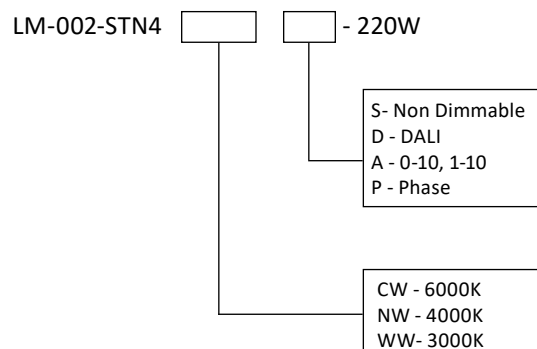 LM-002-STN4 - 220W
S- Non Dimmable
D - DALI
A - 0-10, 1-10
P - Phase
CW - 6000K
NW - 4000K
WW- 3000K